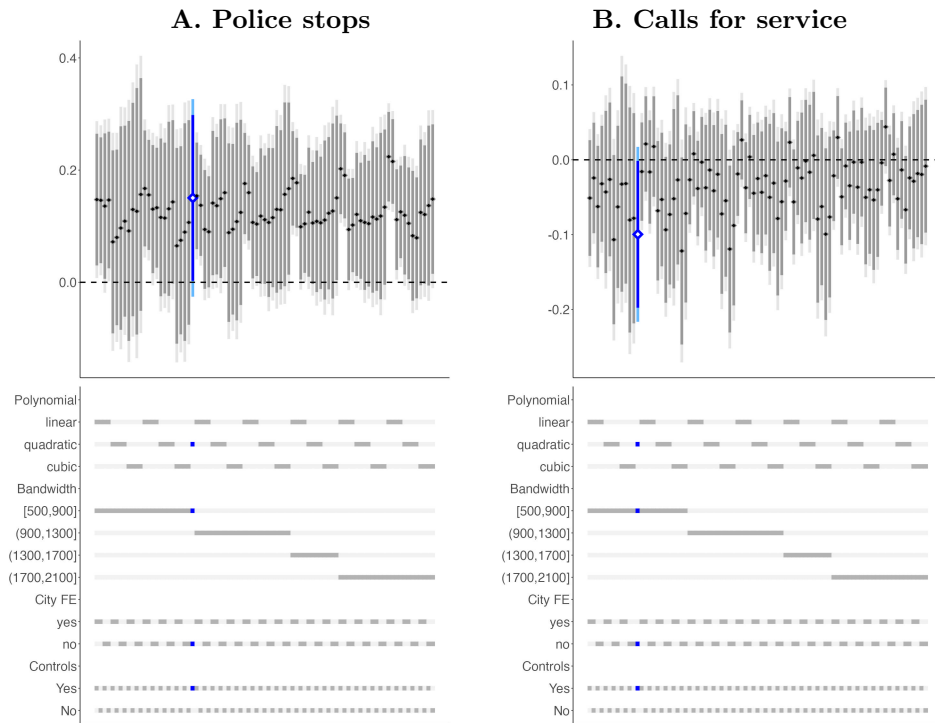 A. Police stops
0.4
0.2
0.0
Polynomial
linear
quadratic
cubic
Bandwidth
[500,900]
(900,1300]
(1300,1700]
(1700,2100]
City FE
yes
no
Controls
Yes
No
B. Calls for service
0.1
0.0
-0.1
-0.2
Polynomial
linear
quadratic
cubic
Bandwidth
[500,900]
(900,1300]
(1300,1700]
(1700,2100]
City FE
yes
no
Controls
Yes
No